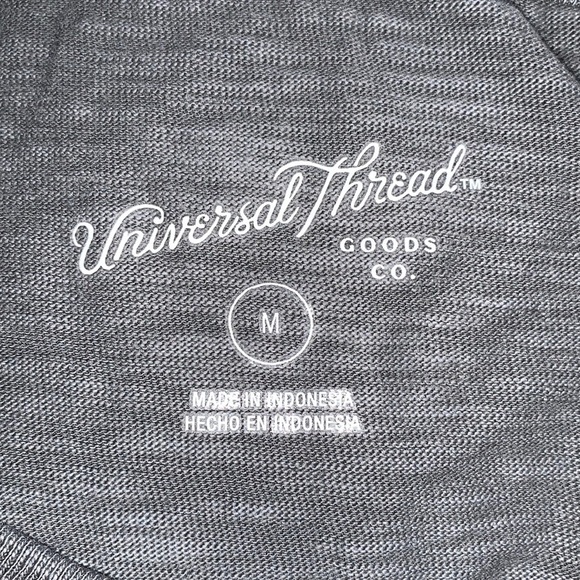 Universal Thread™
GOODS
CO.
M
MADE IN INDONESIA
HECHO EN INDONESIA